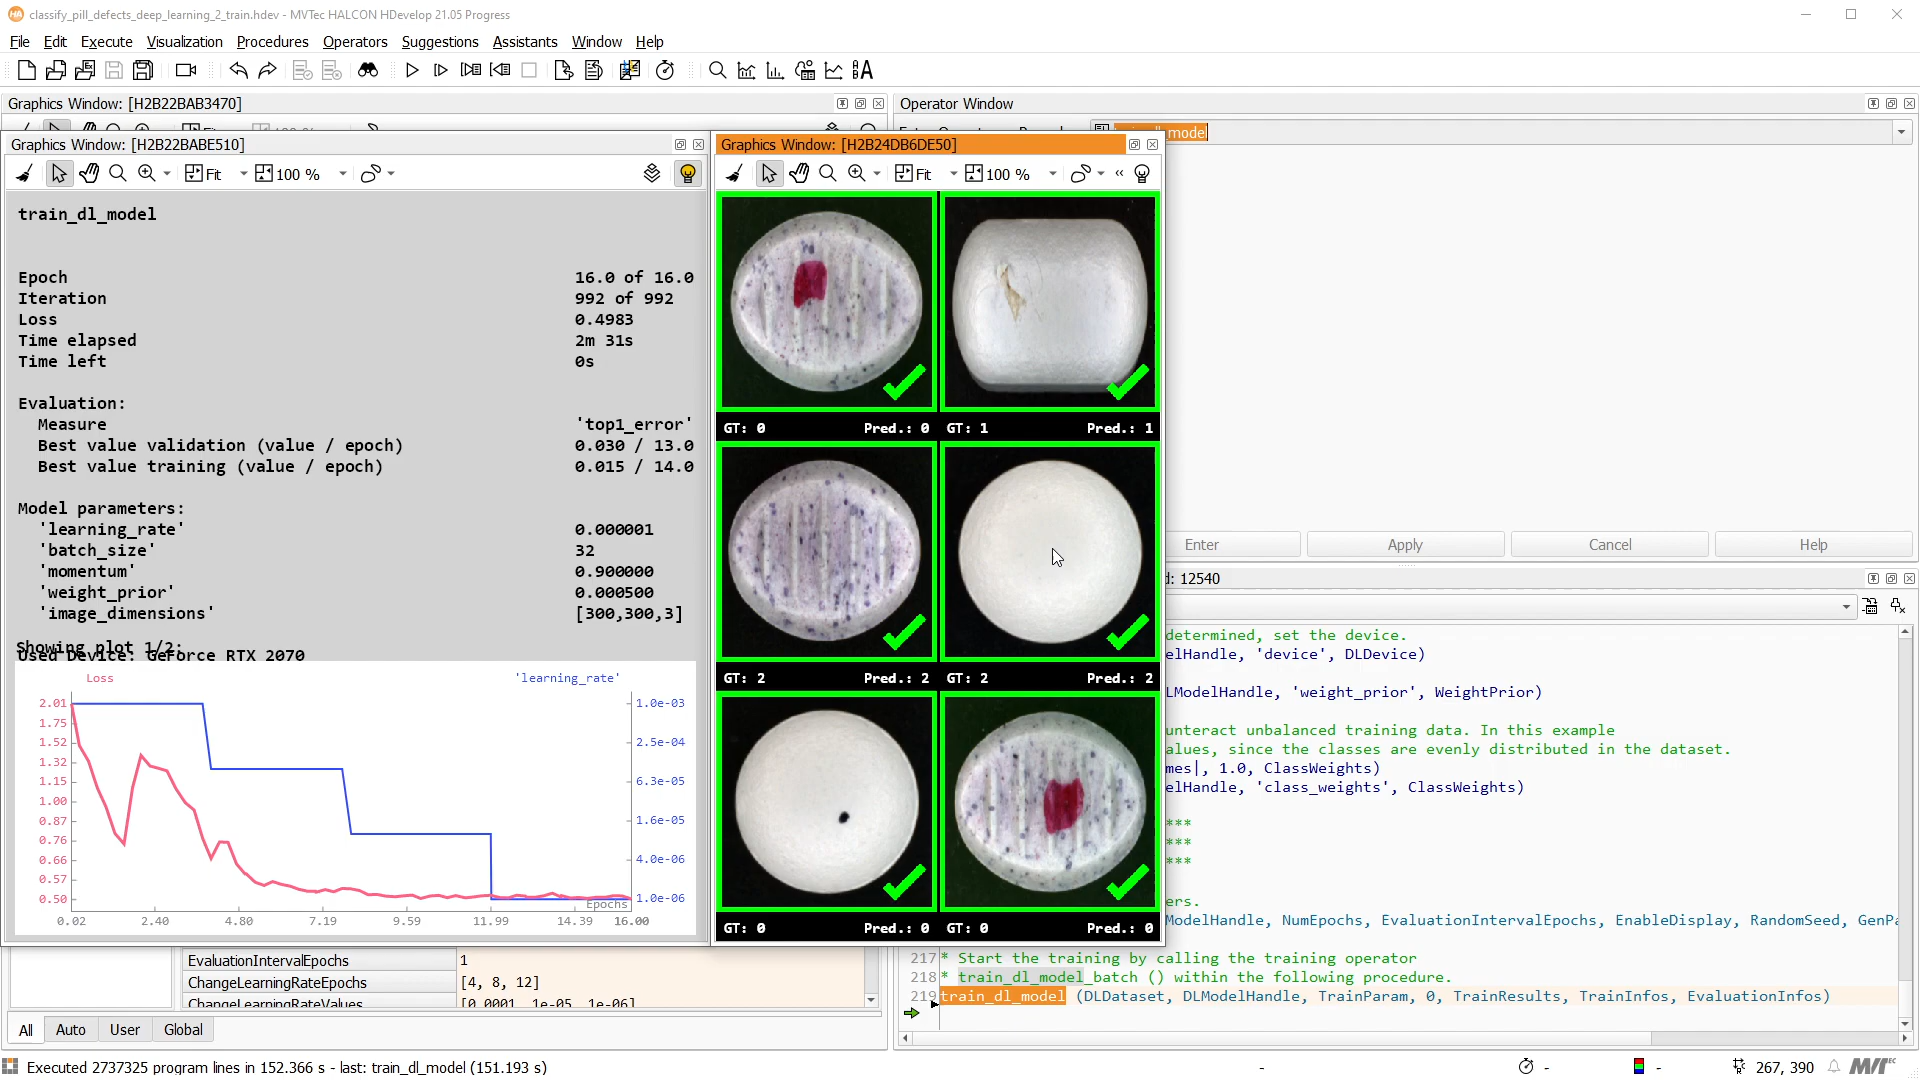 classify_pill_defects_deep_learning_2_train.hdev - MVTec HALCON HDevelop 21.05 Progress
File Edit Execute Visualization Procedures Operators Suggestions Assistants Window Help
Graphics Window: [H2B22BAB3470]
Operator Window
Graphics Window: [H2B22BABE510]
Graphics Window: [H2B24DB6DE50]
Fit 100 %
Fit 100 %
train_dl_model
Epoch 16.0 of 16.0
Iteration 992 of 992
Loss 0.4983
Time elapsed 2m 31s
Time left 0s
Evaluation:
Measure 'top1_error'
Best value validation (value / epoch) 0.030 / 13.0
Best value training (value / epoch) 0.015 / 14.0
Model parameters:
'learning_rate' 0.000001
'batch_size' 32
'momentum' 0.900000
'weight_prior' 0.000500
'image_dimensions' [300,300,3]
Showing plot 1/2:
Used Device: GeForce RTX 2070
Loss 'learning_rate'
2.01 1.0e-03
1.75
1.52 2.5e-04
1.32
1.15 6.3e-05
1.00
0.87 1.6e-05
0.76
0.66 4.0e-06
0.57
0.50 1.0e-06
Epochs
0.02 2.40 4.80 7.19 9.59 11.99 14.39 16.00
GT: 0 Pred.: 0 GT: 1 Pred.: 1
GT: 2 Pred.: 2 GT: 2 Pred.: 2
GT: 0 Pred.: 0 GT: 0 Pred.: 0
Enter Apply Cancel Help
: 12540
determined, set the device.
elHandle, 'device', DLDevice)
LModelHandle, 'weight_prior', WeightPrior)
unteract unbalanced training data. In this example
alues, since the classes are evenly distributed in the dataset.
mes|, 1.0, ClassWeights)
elHandle, 'class_weights', ClassWeights)
***
***
***
ers.
ModelHandle, NumEpochs, EvaluationIntervalEpochs, EnableDisplay, RandomSeed, GenPa
217 * Start the training by calling the training operator
218 * train_dl_model_batch () within the following procedure.
219 train_dl_model (DLDataset, DLModelHandle, TrainParam, 0, TrainResults, TrainInfos, EvaluationInfos)
EvaluationIntervalEpochs 1
ChangeLearningRateEpochs [4, 8, 12]
ChangeLearningRateValues [0.0001, 1e-05, 1e-06]
All Auto User Global
Executed 2737325 program lines in 152.366 s - last: train_dl_model (151.193 s)
- - - 267, 390